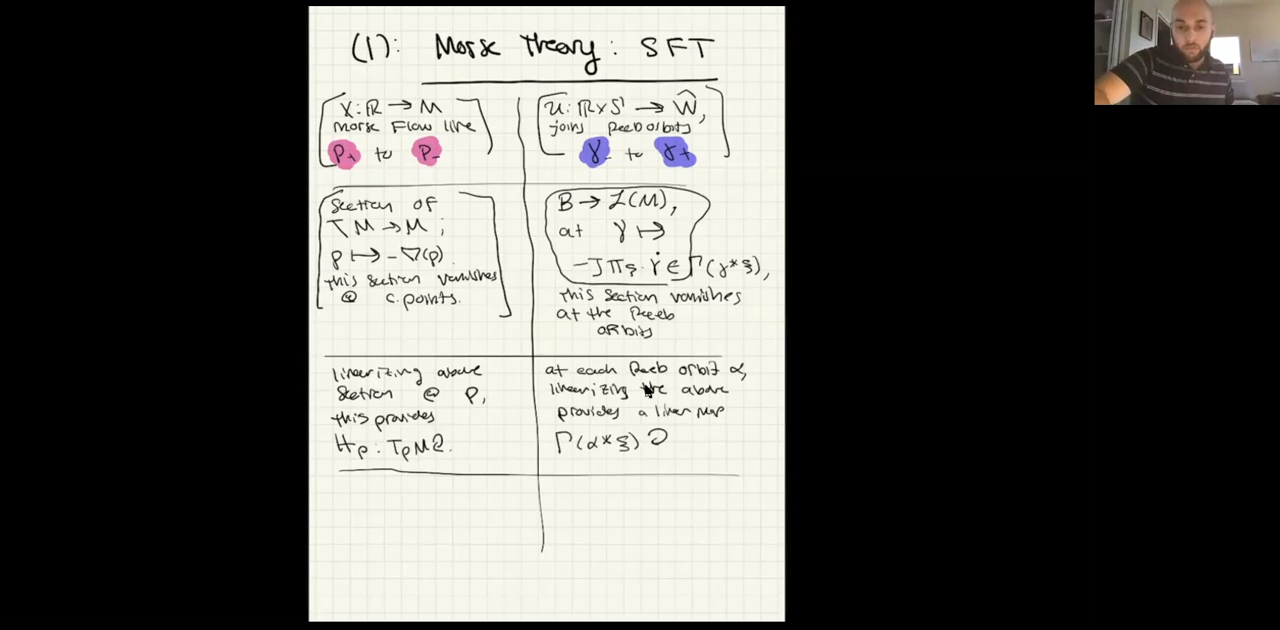 (1): Morse Theory: SFT
X: ℝ → M
Morse Flow line
P+ to P-
u: ℝ×S¹ → Ŵ,
joins Reeb orbits
γ- to γ+
Section of
TM → M ;
p ↦ -∇(p).
this section vanishes
@ c. points.
B → L(M),
at γ ↦
-Jπξ · γ̇ ∈ Γ(γ*ξ),
this section vanishes
at the Reeb
orbits
linearizing above
section @ P,
this provides
Hp : TpM
at each Reeb orbit α,
linearizing the above
provides a linear map
Γ(α*ξ)